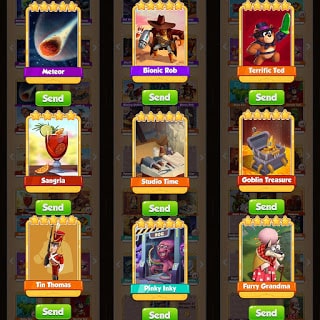 Meteor
Bionic Rob
Terrific Ted
Send
Send
Send
Sangria
Studio Time
Goblin Treasure
Send
Send
Send
Tin Thomas
Pinky Inky
Furry Grandma
Send
Send
Send